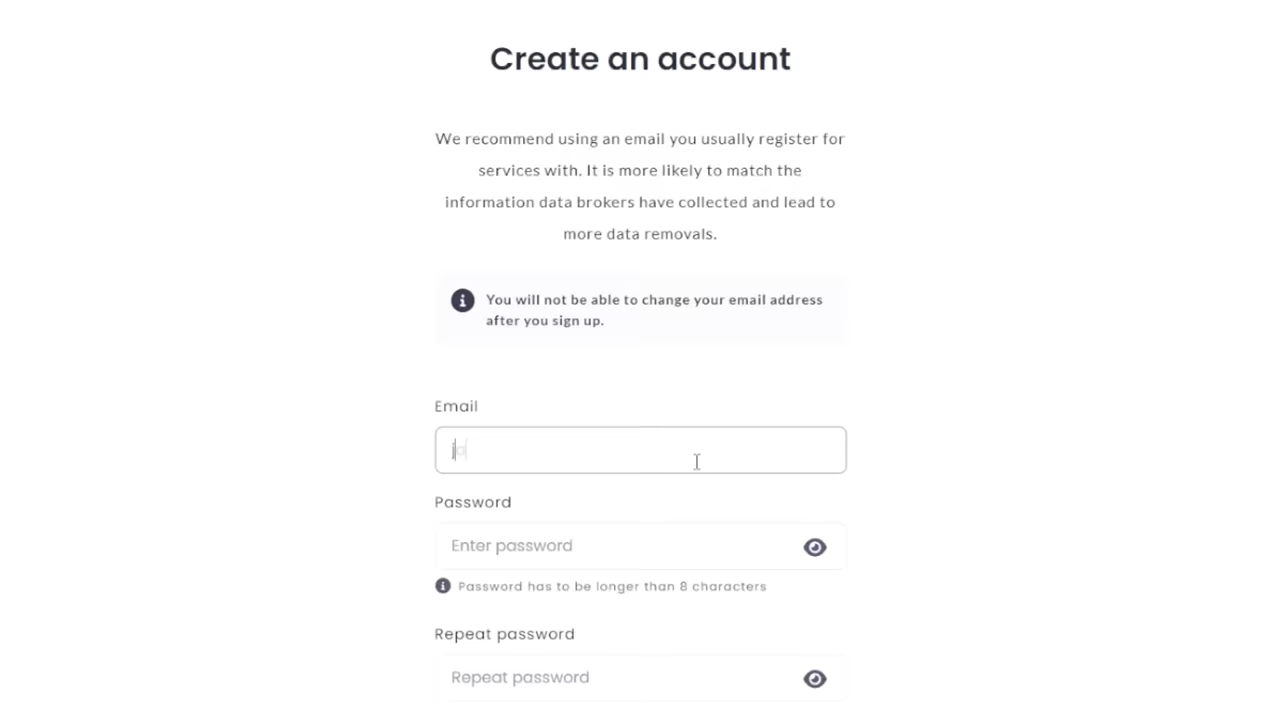 Create an account
We recommend using an email you usually register for
services with. It is more likely to match the
information data brokers have collected and lead to
more data removals.
You will not be able to change your email address
after you sign up.
Email
j
Password
Enter password
Password has to be longer than 8 characters
Repeat password
Repeat password